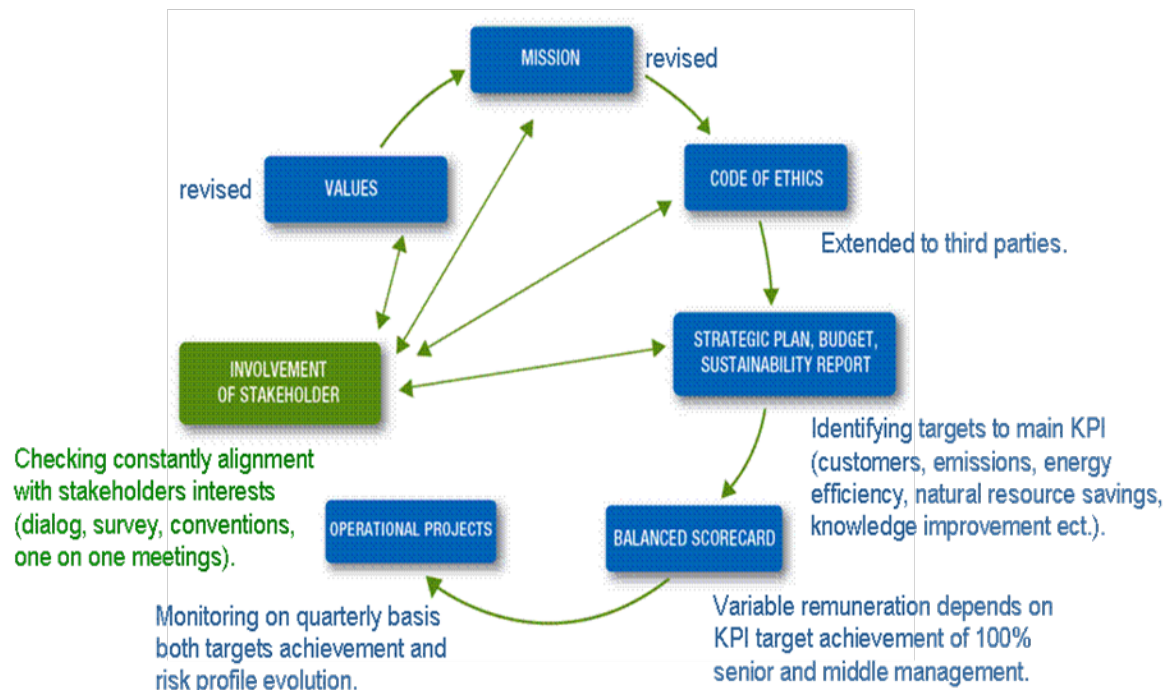 MISSION
revised
revised
VALUES
CODE OF ETHICS
Extended to third parties.
STRATEGIC PLAN, BUDGET,
SUSTAINABILITY REPORT
INVOLVEMENT
OF STAKEHOLDER
Identifying targets to main KPI
(customers, emissions, energy
efficiency, natural resource savings,
knowledge improvement ect.).
Checking constantly alignment
with stakeholders interests
(dialog, survey, conventions,
one on one meetings).
OPERATIONAL PROJECTS
BALANCED SCORECARD
Monitoring on quarterly basis
both targets achievement and
risk profile evolution.
Variable remuneration depends on
KPI target achievement of 100%
senior and middle management.